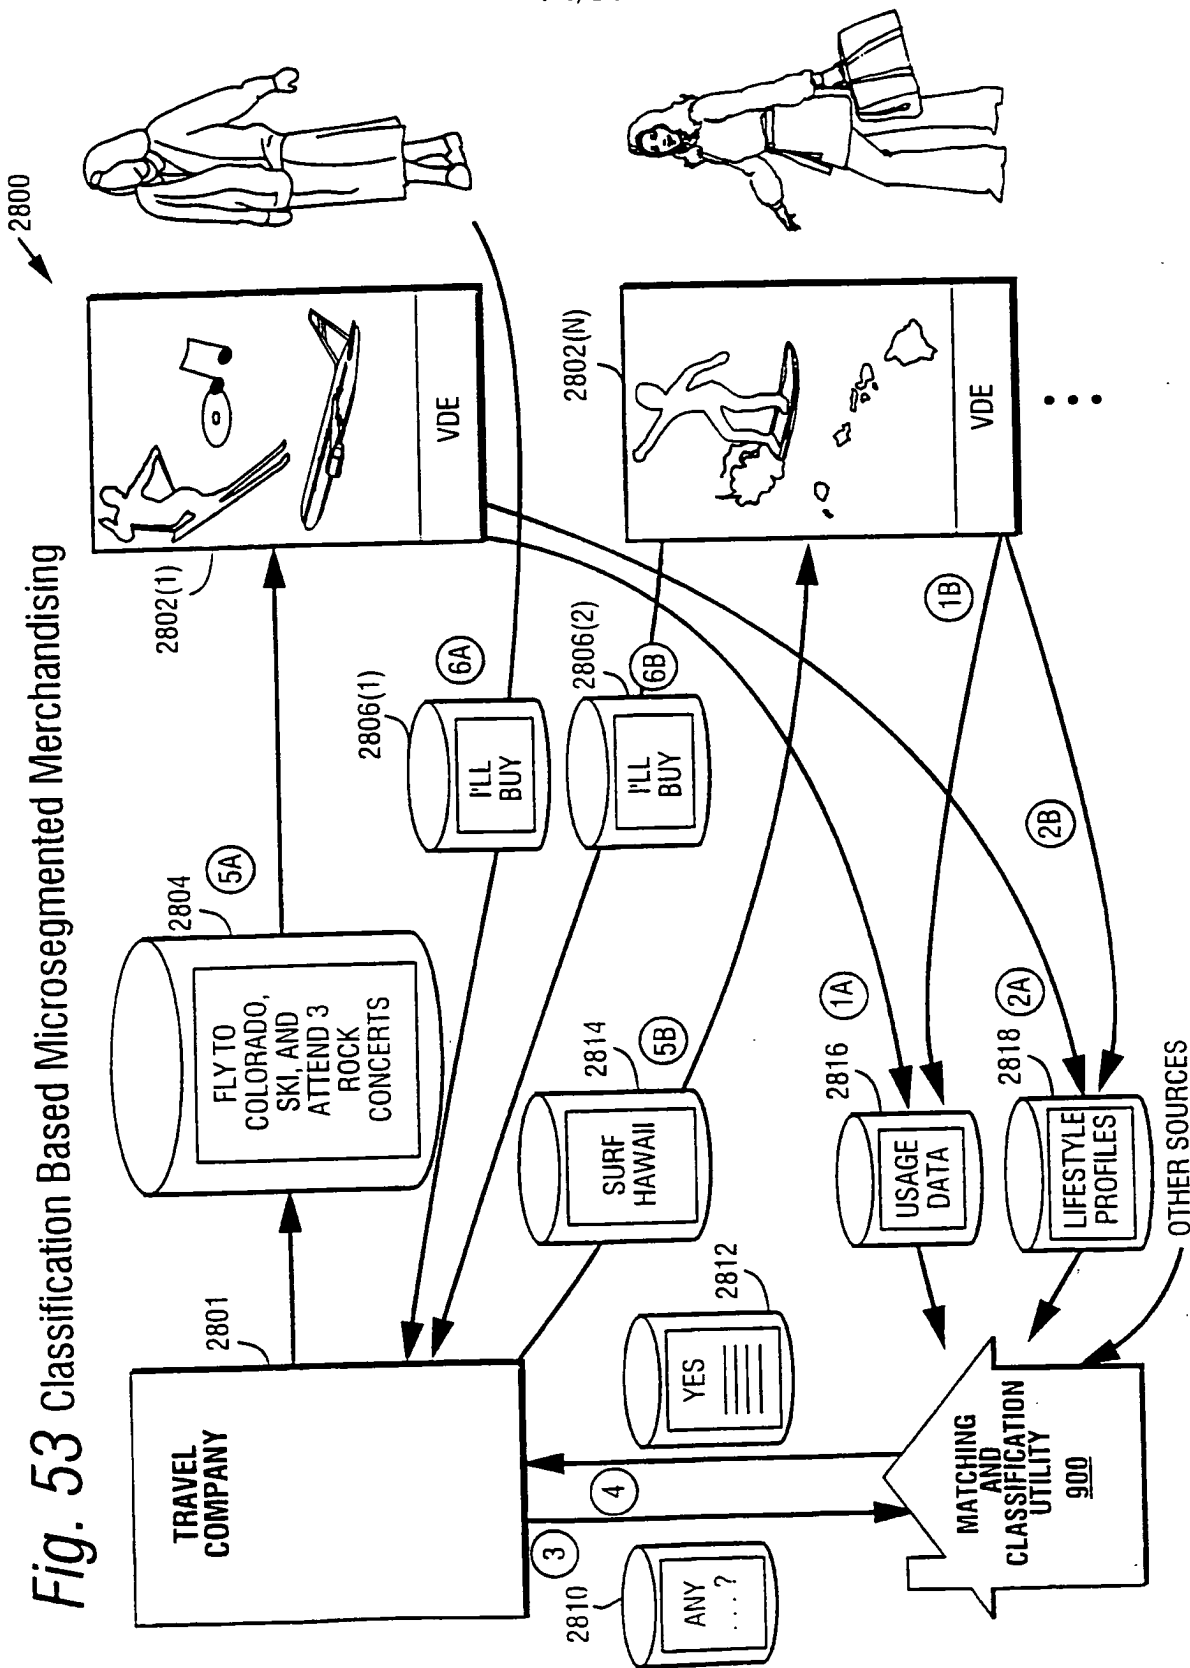 Fig. 53 Classification Based Microsegmented Merchandising
2800
TRAVEL
COMPANY
2801
2804
5A
FLY TO
COLORADO,
SKI, AND
ATTEND 3
ROCK
CONCERTS
2802(1)
VDE
2806(1)
6A
I'LL
BUY
2806(2)
6B
I'LL
BUY
2802(N)
VDE
2814
5B
SURF
HAWAII
1B
2B
1A
2A
2816
USAGE
DATA
2818
LIFESTYLE
PROFILES
OTHER SOURCES
2810
ANY
....?
3
4
2812
YES
MATCHING
AND
CLASSIFICATION
UTILITY
900